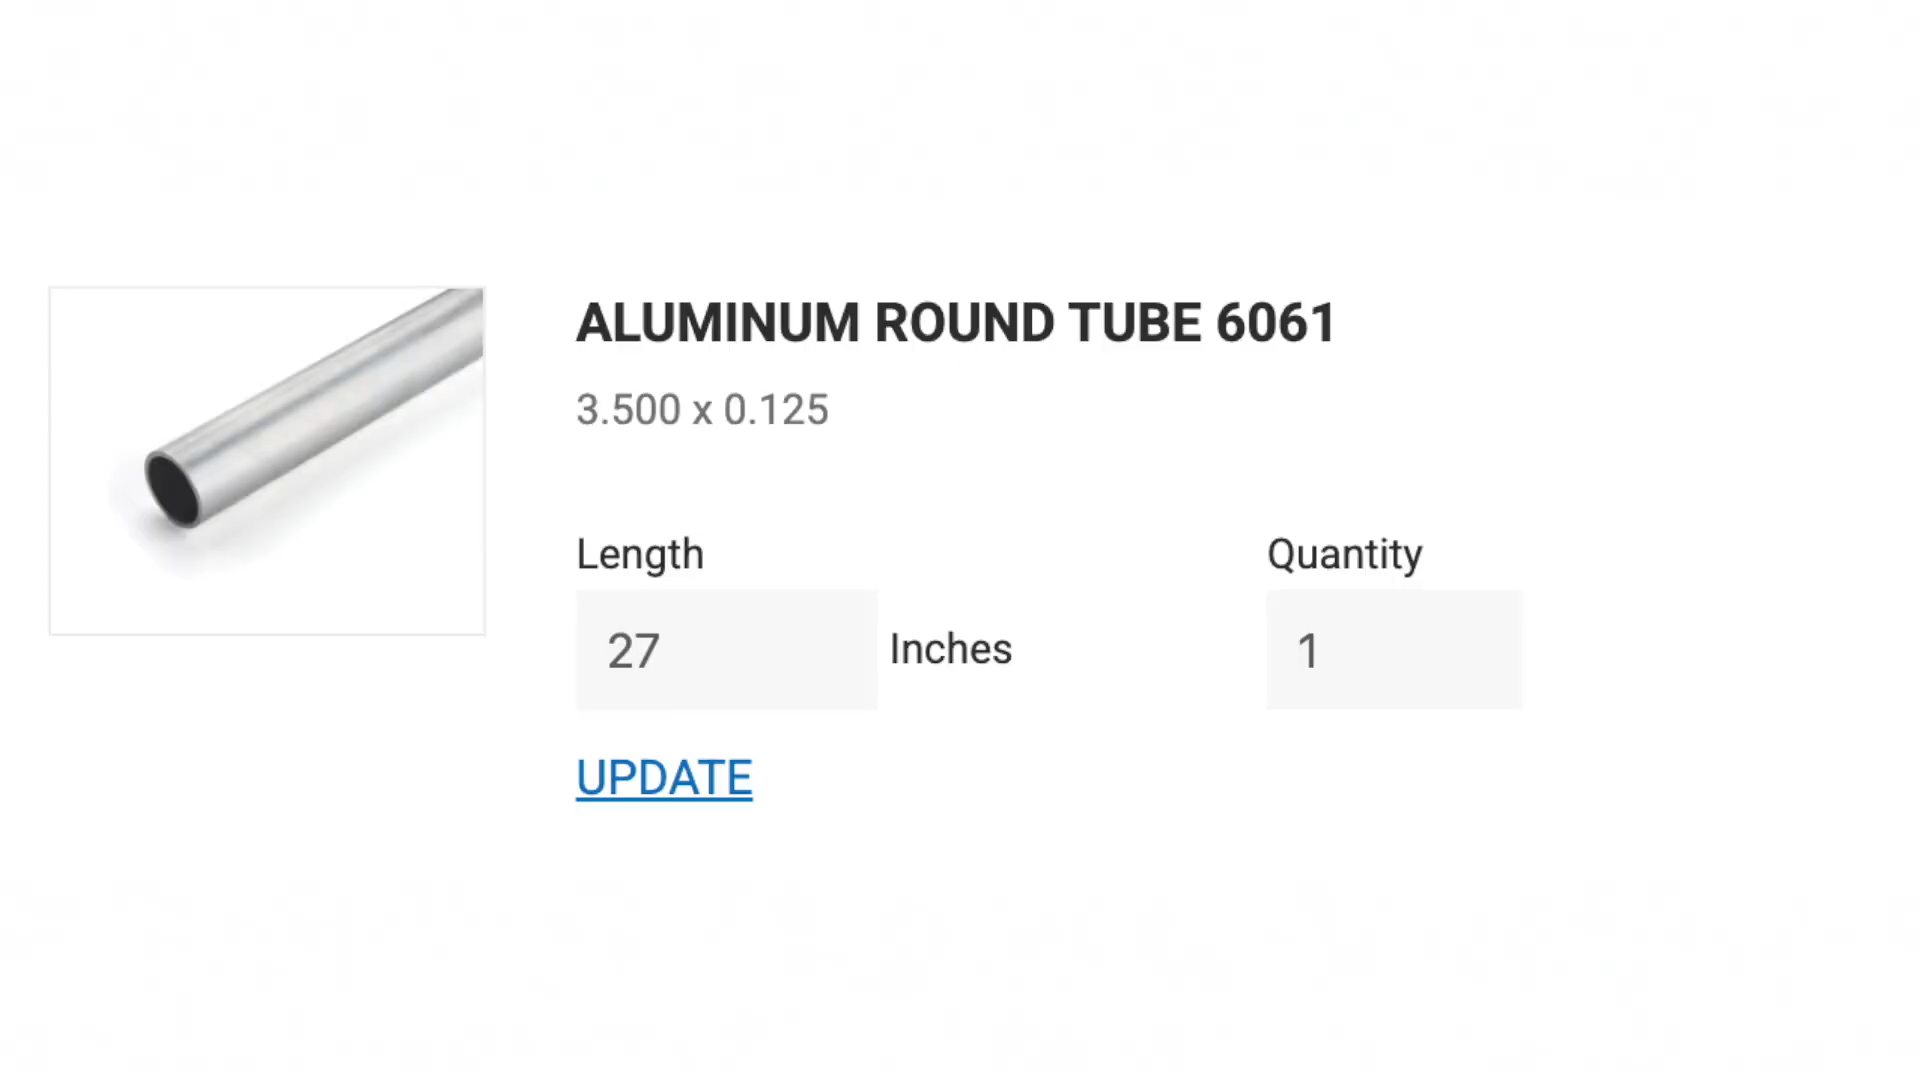 ALUMINUM ROUND TUBE 6061
3.500 x 0.125
Length
Quantity
27
Inches
1
UPDATE